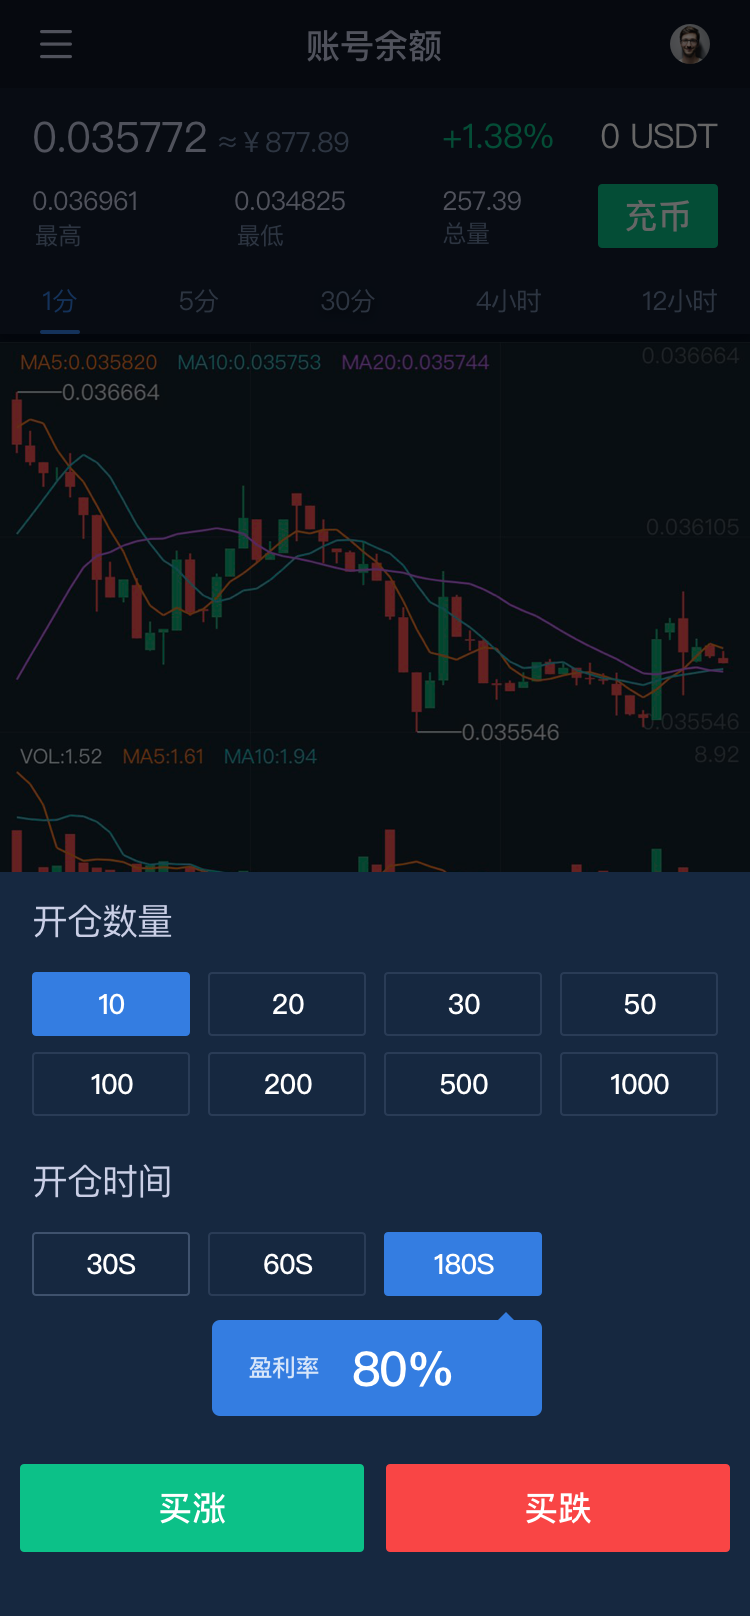 账号余额
0.035772 ≈ ¥ 877.89 +1.38% 0 USDT
0.036961 0.034825 257.39 充币
最高 最低 总量
1分 5分 30分 4小时 12小时
MA5:0.035820 MA10:0.035753 MA20:0.035744 0.036664
0.036664
0.036105
0.035546
0.035546
VOL:1.52 MA5:1.61 MA10:1.94 8.92
开仓数量
10 20 30 50
100 200 500 1000
开仓时间
30S 60S 180S
盈利率 80%
买涨 买跌